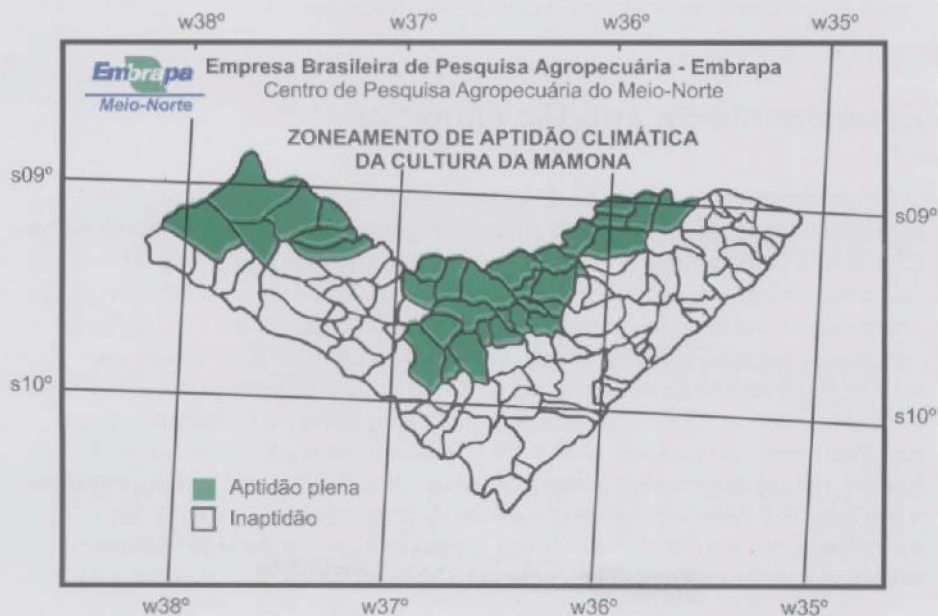 w38º w37º w36º w35º
Embrapa
Meio-Norte
Empresa Brasileira de Pesquisa Agropecuária - Embrapa
Centro de Pesquisa Agropecuária do Meio-Norte
ZONEAMENTO DE APTIDÃO CLIMÁTICA
DA CULTURA DA MAMONA
s09º s09º
s10º s10º
Aptidão plena
Inaptidão
w38º w37º w36º w35º